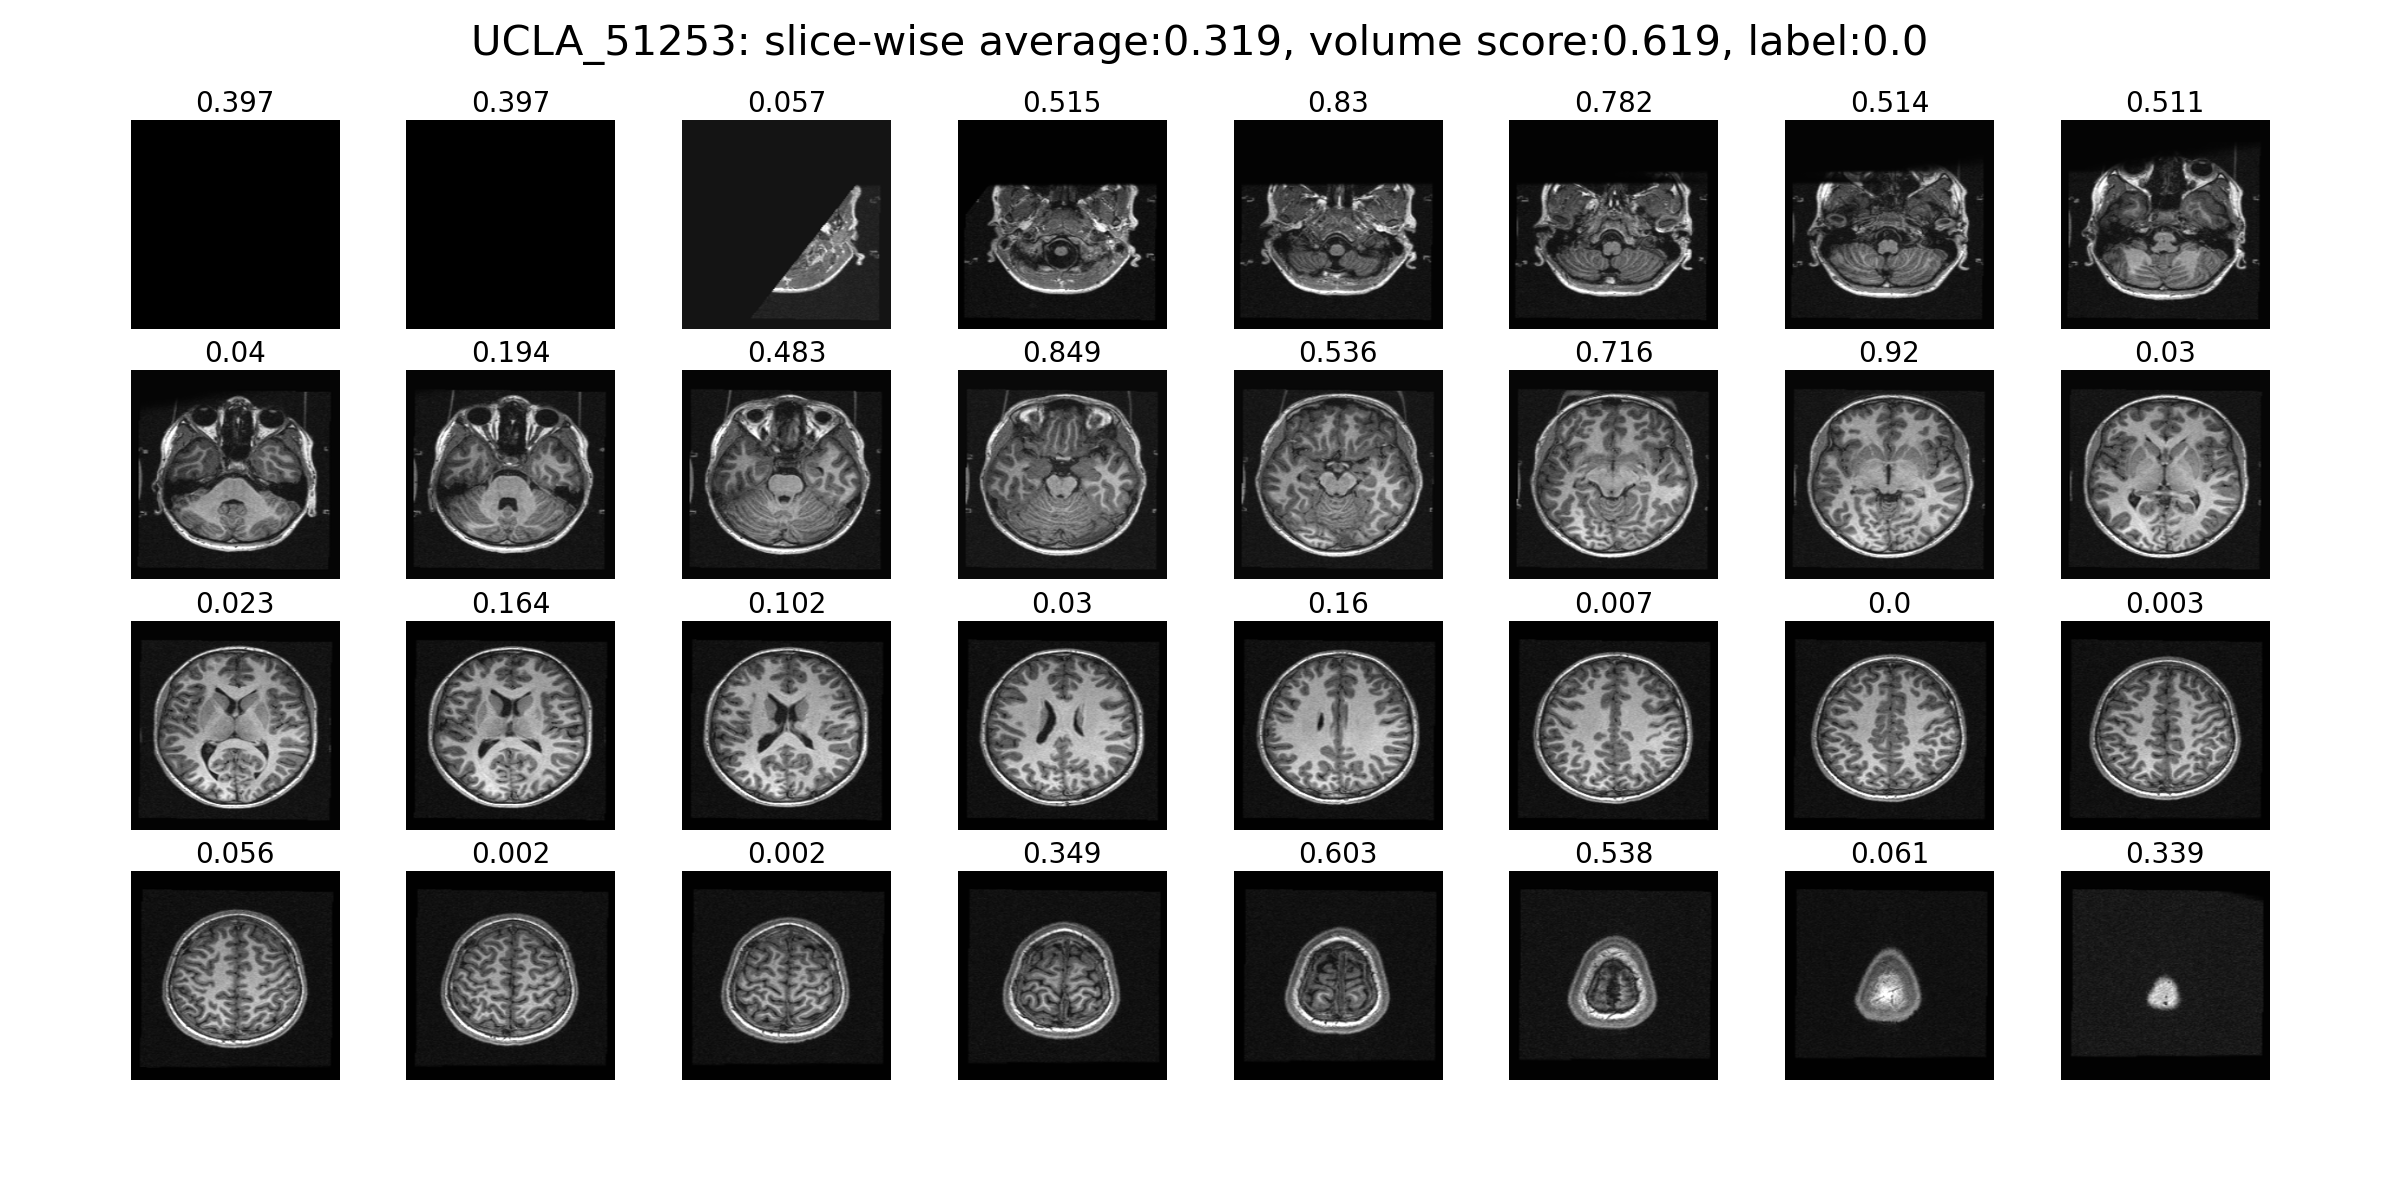 UCLA_51253: slice-wise average:0.319, volume score:0.619, label:0.0
0.397 0.397 0.057 0.515 0.83 0.782 0.514 0.511
0.04 0.194 0.483 0.849 0.536 0.716 0.92 0.03
0.023 0.164 0.102 0.03 0.16 0.007 0.0 0.003
0.056 0.002 0.002 0.349 0.603 0.538 0.061 0.339